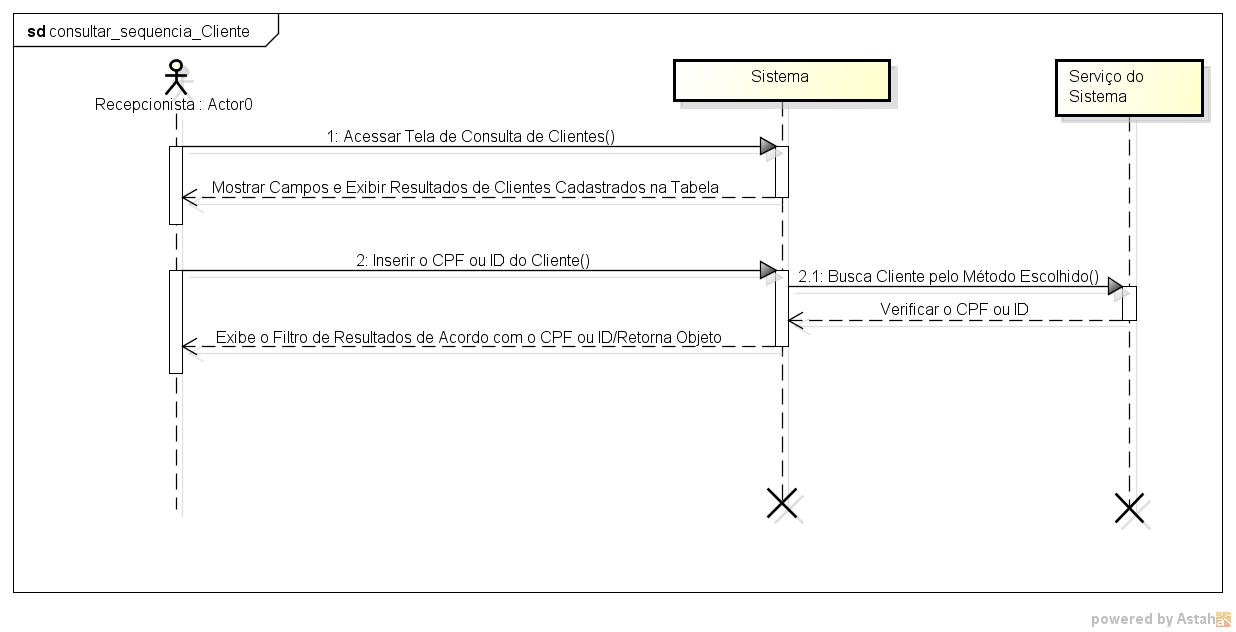 sd consultar_sequencia_Cliente
Recepcionista : Actor0
Sistema
Serviço do
Sistema
1: Acessar Tela de Consulta de Clientes()
Mostrar Campos e Exibir Resultados de Clientes Cadastrados na Tabela
2: Inserir o CPF ou ID do Cliente()
2.1: Busca Cliente pelo Método Escolhido()
Verificar o CPF ou ID
Exibe o Filtro de Resultados de Acordo com o CPF ou ID/Retorna Objeto
powered by Astah